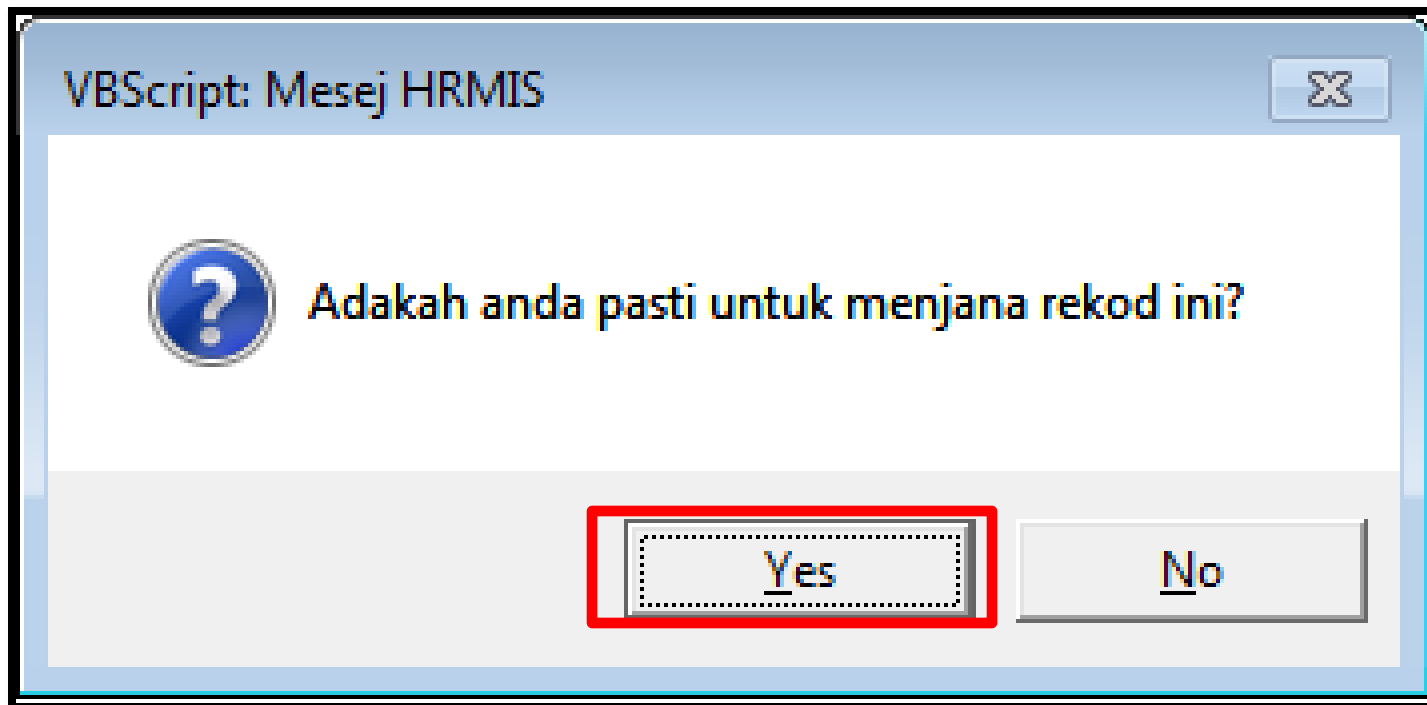 VBScript: Mesej HRMIS
Adakah anda pasti untuk menjana rekod ini?
Yes No